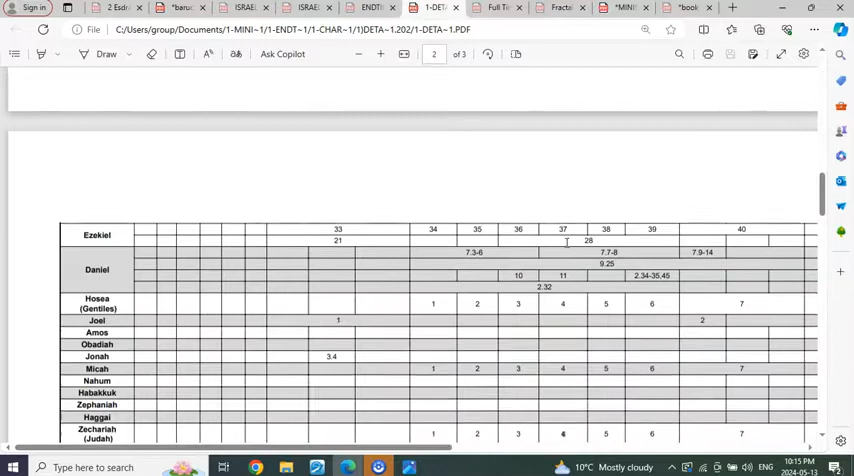 Sign in
2 Esdra
*baruc
ISRAEL
ISRAEL
ENDTIN
1-DETA
Full Tim
Fractal
*MINI
*book
File
C:/Users/group/Documents/1-MINI~1/1-ENDT~1/1-CHAR~1/1)DETA~1.202/1-DETA~1.PDF
Draw
Ask Copilot
2 of 3
Ezekiel 33 34 35 36 37 38 39 40
21 28
Daniel 7.3-6 7.7-8 7.9-14
9.25
10 11 2.34-35,45
2.32
Hosea
(Gentiles) 1 2 3 4 5 6 7
Joel 1 2
Amos
Obadiah
Jonah 3.4
Micah 1 2 3 4 5 6 7
Nahum
Habakkuk
Zephaniah
Haggai
Zechariah
(Judah) 1 2 3 4 5 6 7
Type here to search
10°C Mostly cloudy
ENG
10:15 PM
2024-05-13